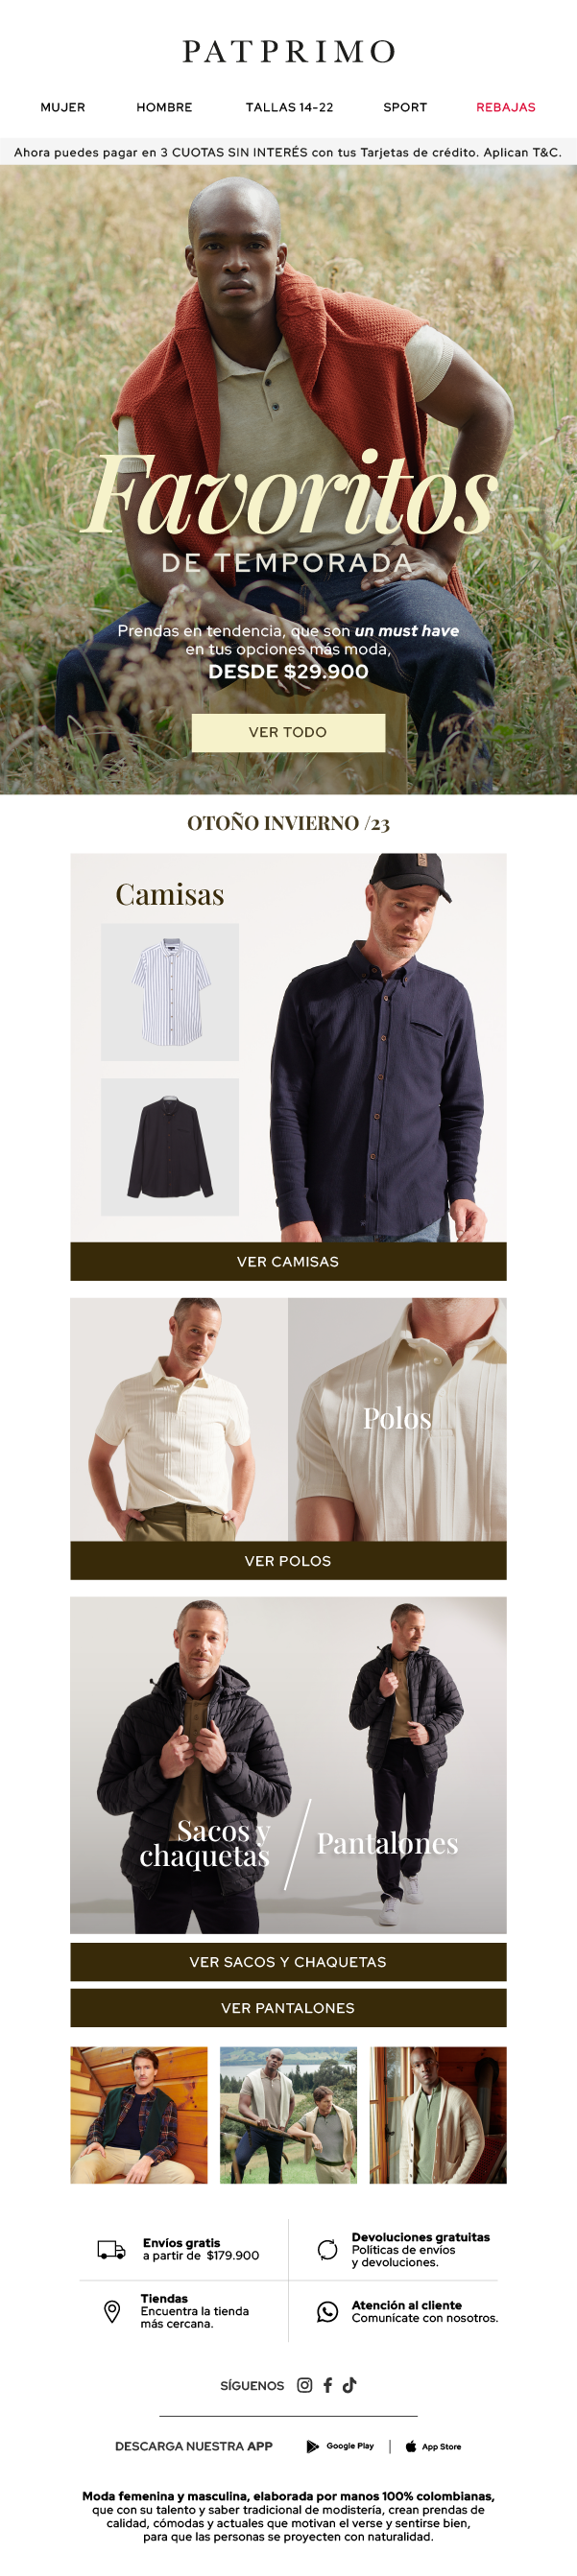 PATPRIMO
MUJER HOMBRE TALLAS 14-22 SPORT REBAJAS
Ahora puedes pagar en 3 CUOTAS SIN INTERÉS con tus Tarjetas de crédito. Aplican T&C.
Favoritos
DE TEMPORADA
Prendas en tendencia, que son un must have
en tus opciones más moda,
DESDE $29.900
VER TODO
OTOÑO INVIERNO /23
Camisas
VER CAMISAS
Polos
VER POLOS
Sacos y
chaquetas
Pantalones
VER SACOS Y CHAQUETAS
VER PANTALONES
Envíos gratis
a partir de $179.900
Devoluciones gratuitas
Políticas de envíos
y devoluciones.
Tiendas
Encuentra la tienda
más cercana.
Atención al cliente
Comunícate con nosotros.
SÍGUENOS
DESCARGA NUESTRA APP Google Play | App Store
Moda femenina y masculina, elaborada por manos 100% colombianas,
que con su talento y saber tradicional de modistería, crean prendas de
calidad, cómodas y actuales que motivan el verse y sentirse bien,
para que las personas se proyecten con naturalidad.